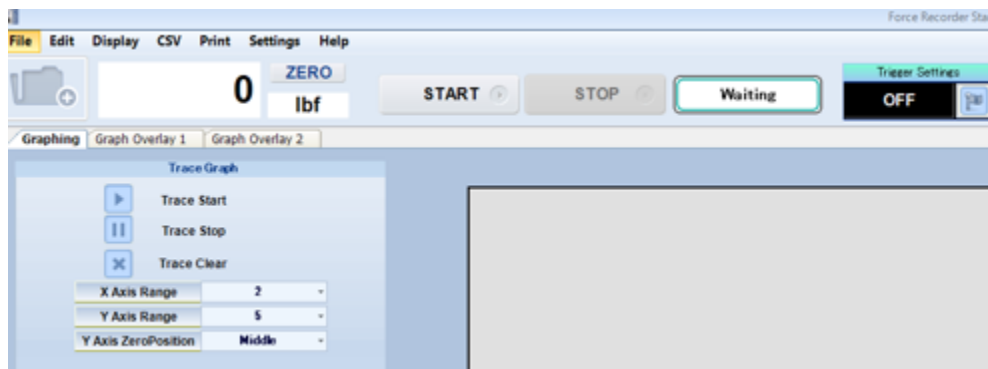 Force Recorder Sta
File Edit Display CSV Print Settings Help
0 ZERO lbf
START STOP Waiting
Trigger Settings
OFF
Graphing Graph Overlay 1 Graph Overlay 2
Trace Graph
Trace Start
Trace Stop
Trace Clear
X Axis Range 2
Y Axis Range 5
Y Axis ZeroPosition Middle